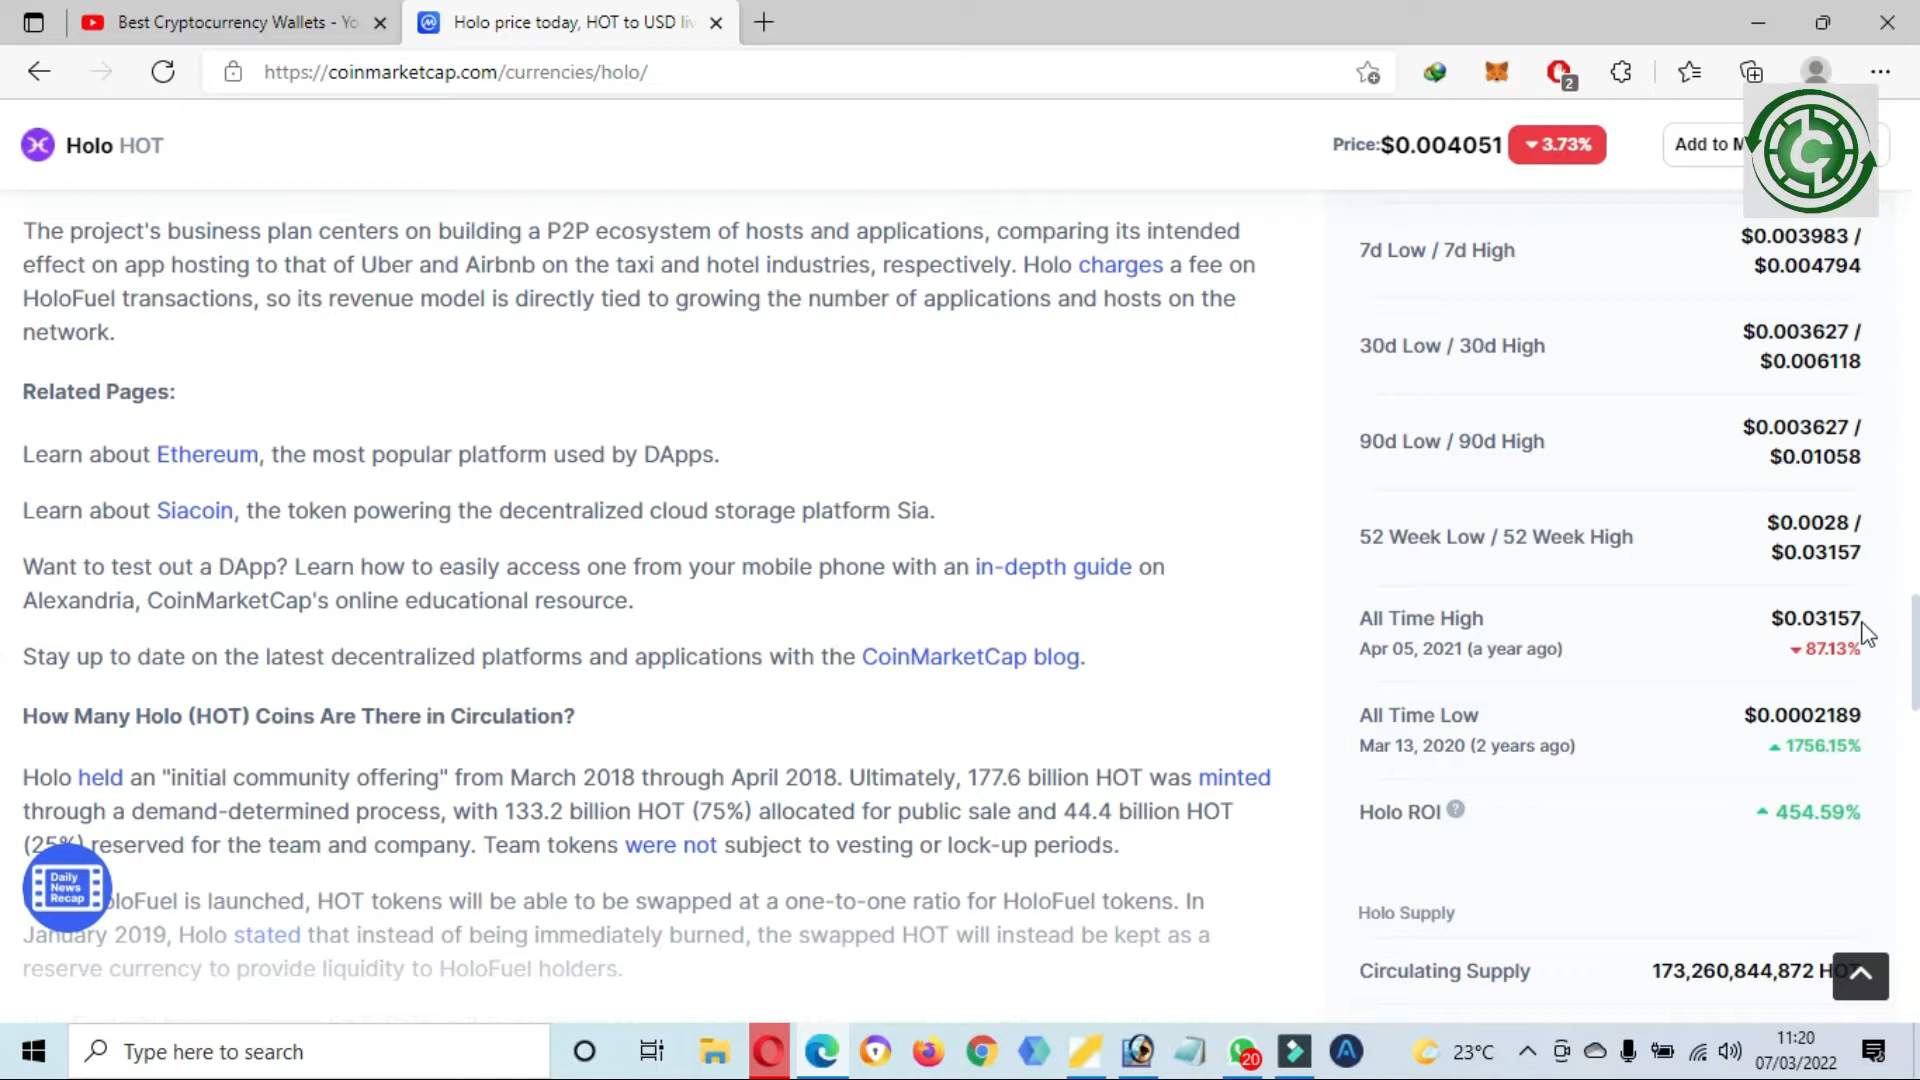 Best Cryptocurrency Wallets - Yo
Holo price today, HOT to USD li
https://coinmarketcap.com/currencies/holo/
2
Holo HOT
Price:$0.004051
3.73%
Add to M
The project's business plan centers on building a P2P ecosystem of hosts and applications, comparing its intended
effect on app hosting to that of Uber and Airbnb on the taxi and hotel industries, respectively. Holo charges a fee on
HoloFuel transactions, so its revenue model is directly tied to growing the number of applications and hosts on the
network.
Related Pages:
Learn about Ethereum, the most popular platform used by DApps.
Learn about Siacoin, the token powering the decentralized cloud storage platform Sia.
Want to test out a DApp? Learn how to easily access one from your mobile phone with an in-depth guide on
Alexandria, CoinMarketCap's online educational resource.
Stay up to date on the latest decentralized platforms and applications with the CoinMarketCap blog.
How Many Holo (HOT) Coins Are There in Circulation?
Holo held an "initial community offering" from March 2018 through April 2018. Ultimately, 177.6 billion HOT was minted
through a demand-determined process, with 133.2 billion HOT (75%) allocated for public sale and 44.4 billion HOT
(25%) reserved for the team and company. Team tokens were not subject to vesting or lock-up periods.
loFuel is launched, HOT tokens will be able to be swapped at a one-to-one ratio for HoloFuel tokens. In
January 2019, Holo stated that instead of being immediately burned, the swapped HOT will instead be kept as a
reserve currency to provide liquidity to HoloFuel holders.
Daily
News
Recap
7d Low / 7d High
$0.003983 /
$0.004794
30d Low / 30d High
$0.003627 /
$0.006118
90d Low / 90d High
$0.003627 /
$0.01058
52 Week Low / 52 Week High
$0.0028 /
$0.03157
All Time High
$0.03157
Apr 05, 2021 (a year ago)
87.13%
All Time Low
$0.0002189
Mar 13, 2020 (2 years ago)
1756.15%
Holo ROI
454.59%
Holo Supply
Circulating Supply
173,260,844,872 HOT
Type here to search
20
23°C
11:20
07/03/2022